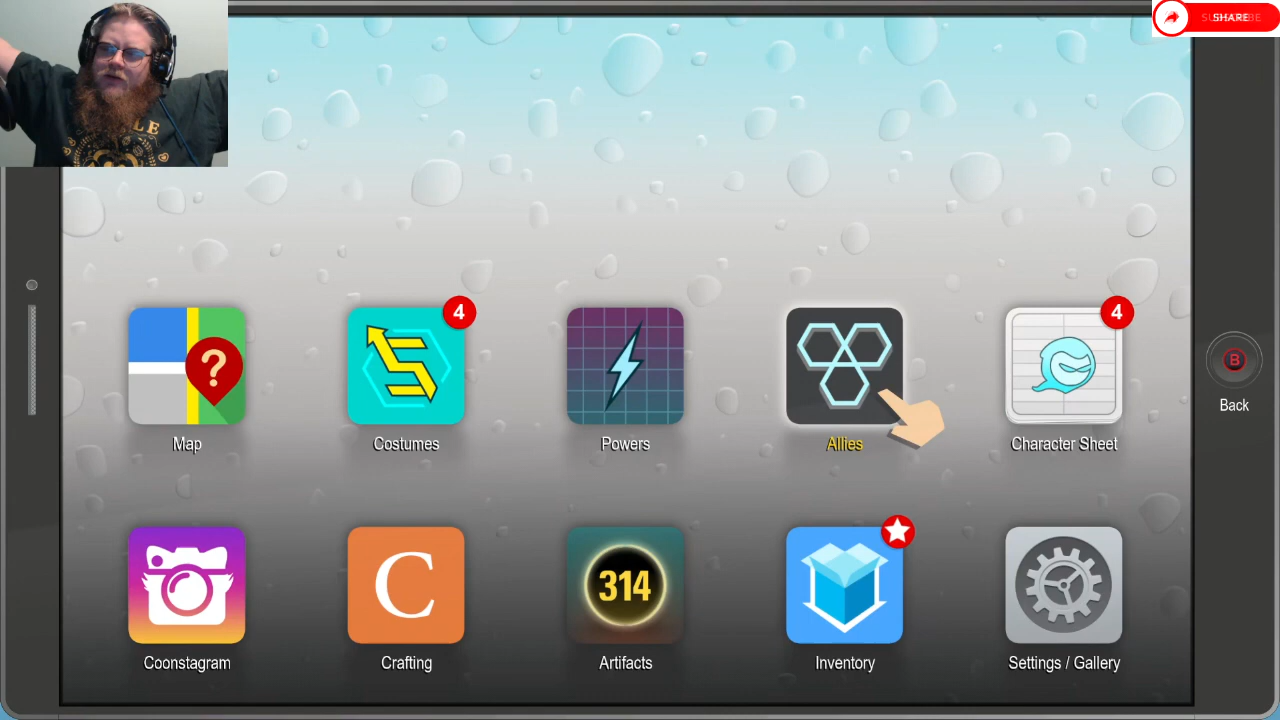 SHARE
4
4
B
Back
?
Map
Costumes
Powers
Allies
Character Sheet
C
314
Coonstagram
Crafting
Artifacts
Inventory
Settings / Gallery